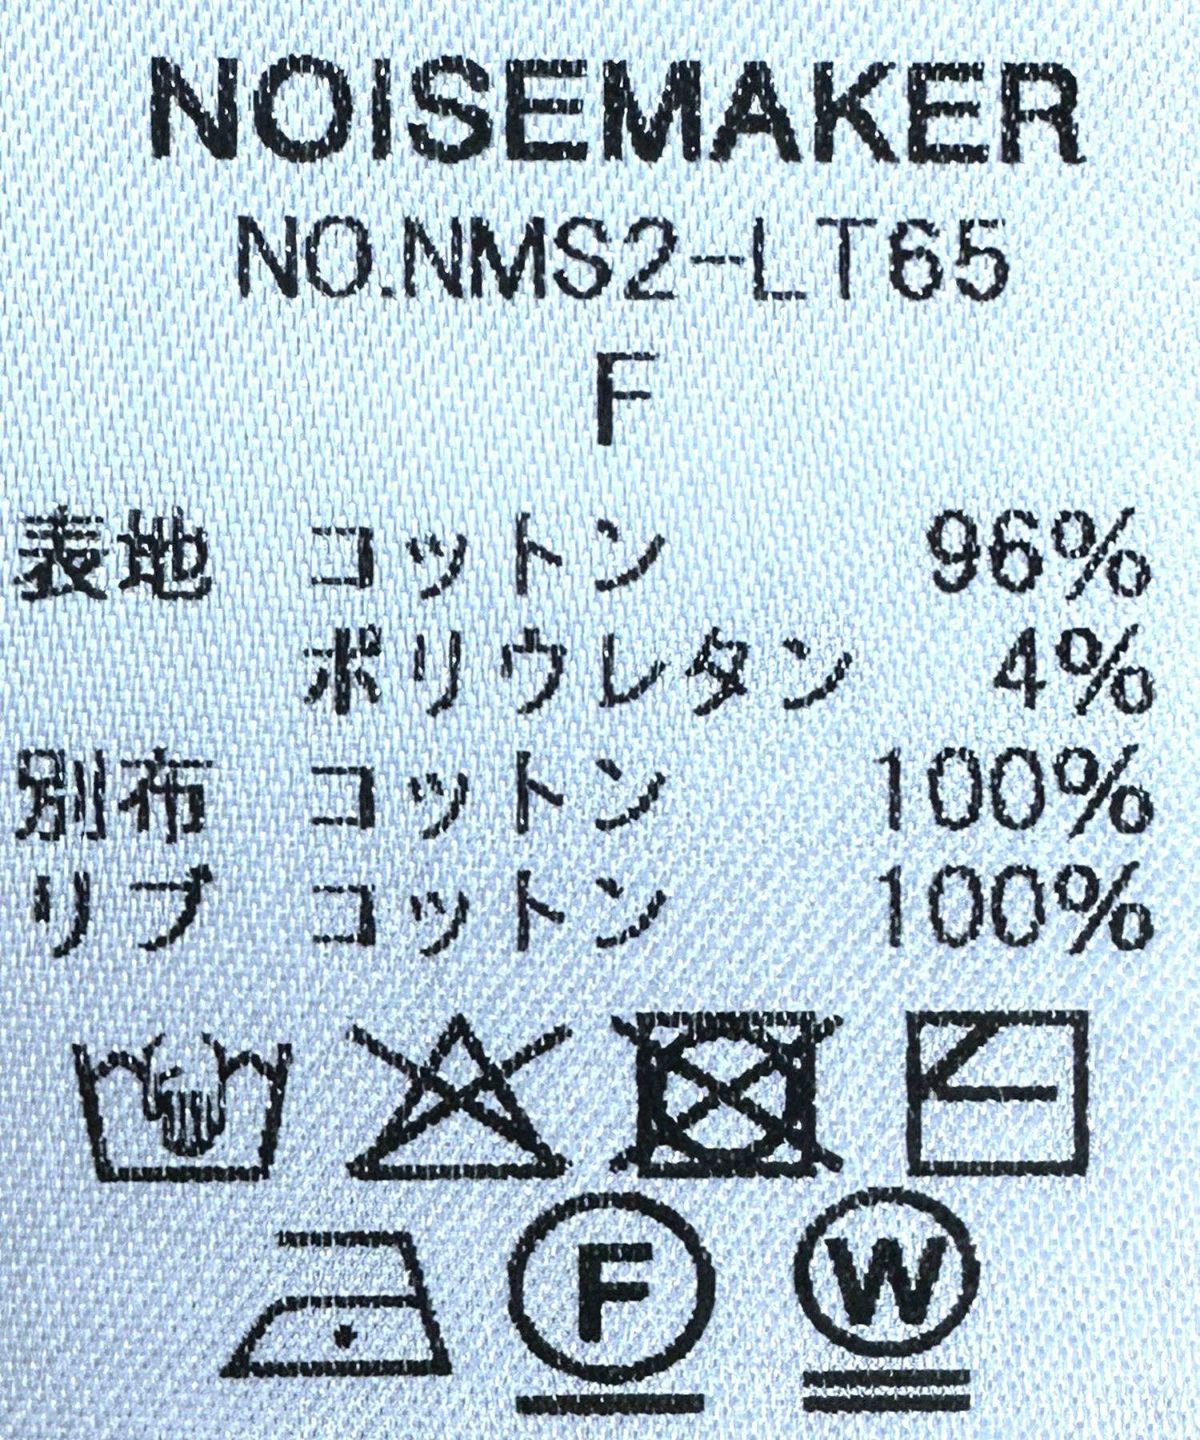 NOISEMAKER
NO.NMS2-LT65
F
表地 コットン 96%
ポリウレタン 4%
別布 コットン 100%
リブ コットン 100%
F W